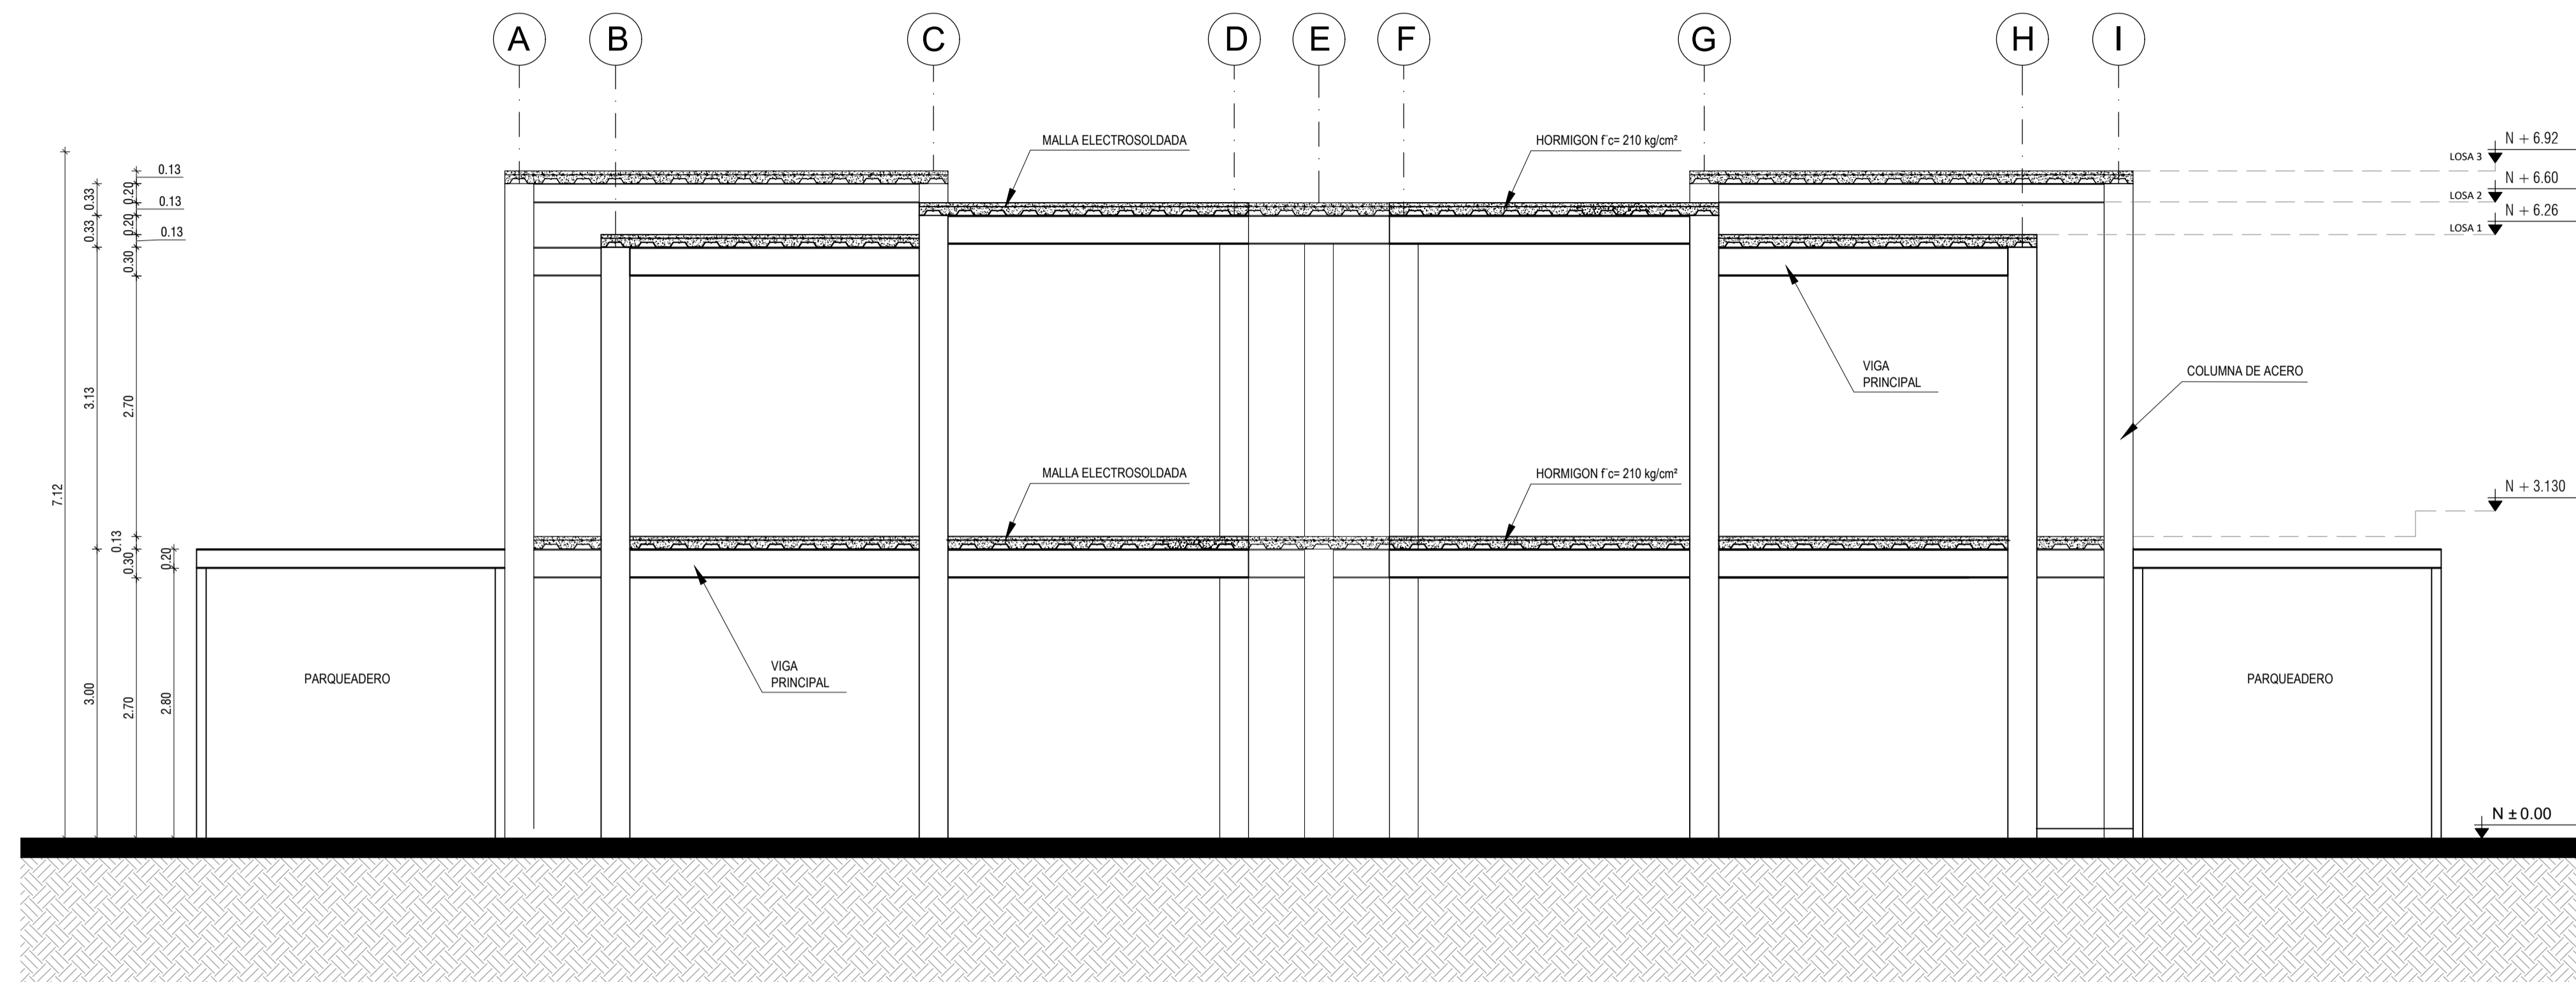 A
B
C
D
E
F
G
H
I
MALLA ELECTROSOLDADA
HORMIGON f¨c= 210 kg/cm²
N + 6.92
LOSA 3
N + 6.60
LOSA 2
N + 6.26
LOSA 1
0.13
0.20
0.33
0.13
0.20
0.33
0.13
0.30
VIGA
PRINCIPAL
COLUMNA DE ACERO
3.13
2.70
7.12
MALLA ELECTROSOLDADA
HORMIGON f¨c= 210 kg/cm²
N + 3.130
0.13
0.30
0.20
VIGA
PRINCIPAL
PARQUEADERO
PARQUEADERO
3.00
2.70
2.80
N ± 0.00